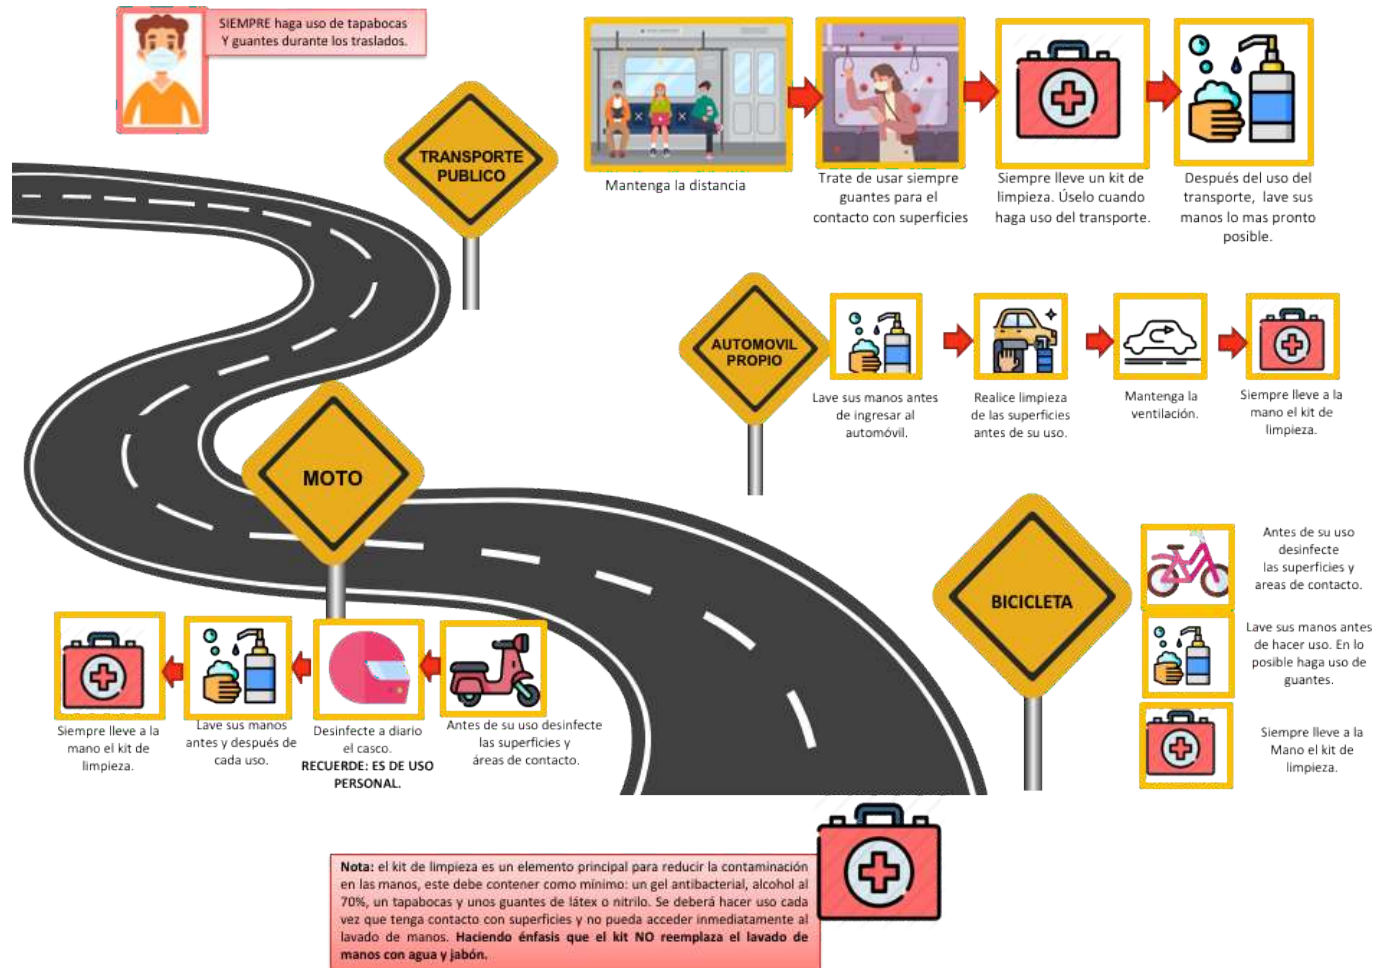 SIEMPRE haga uso de tapabocas
Y guantes durante los traslados.
TRANSPORTE
PUBLICO
Mantenga la distancia
Trate de usar siempre
guantes para el
contacto con superficies
Siempre lleve un kit de
limpieza. Úselo cuando
haga uso del transporte.
Después del uso del
transporte, lave sus
manos lo mas pronto
posible.
AUTOMOVIL
PROPIO
Lave sus manos antes
de ingresar al
automóvil.
Realice limpieza
de las superficies
antes de su uso.
Mantenga la
ventilación.
Siempre lleve a la
mano el kit de
limpieza.
MOTO
Siempre lleve a la
mano el kit de
limpieza.
Lave sus manos
antes y después de
cada uso.
Desinfecte a diario
el casco.
RECUERDE: ES DE USO
PERSONAL.
Antes de su uso desinfecte
las superficies y
áreas de contacto.
BICICLETA
Antes de su uso
desinfecte
las superficies y
areas de contacto.
Lave sus manos antes
de hacer uso. En lo
posible haga uso de
guantes.
Siempre lleve a la
Mano el kit de
limpieza.
Nota: el kit de limpieza es un elemento principal para reducir la contaminación
en las manos, este debe contener como mínimo: un gel antibacterial, alcohol al
70%, un tapabocas y unos guantes de látex o nitrilo. Se deberá hacer uso cada
vez que tenga contacto con superficies y no pueda acceder inmediatamente al
lavado de manos. Haciendo énfasis que el kit NO reemplaza el lavado de
manos con agua y jabón.